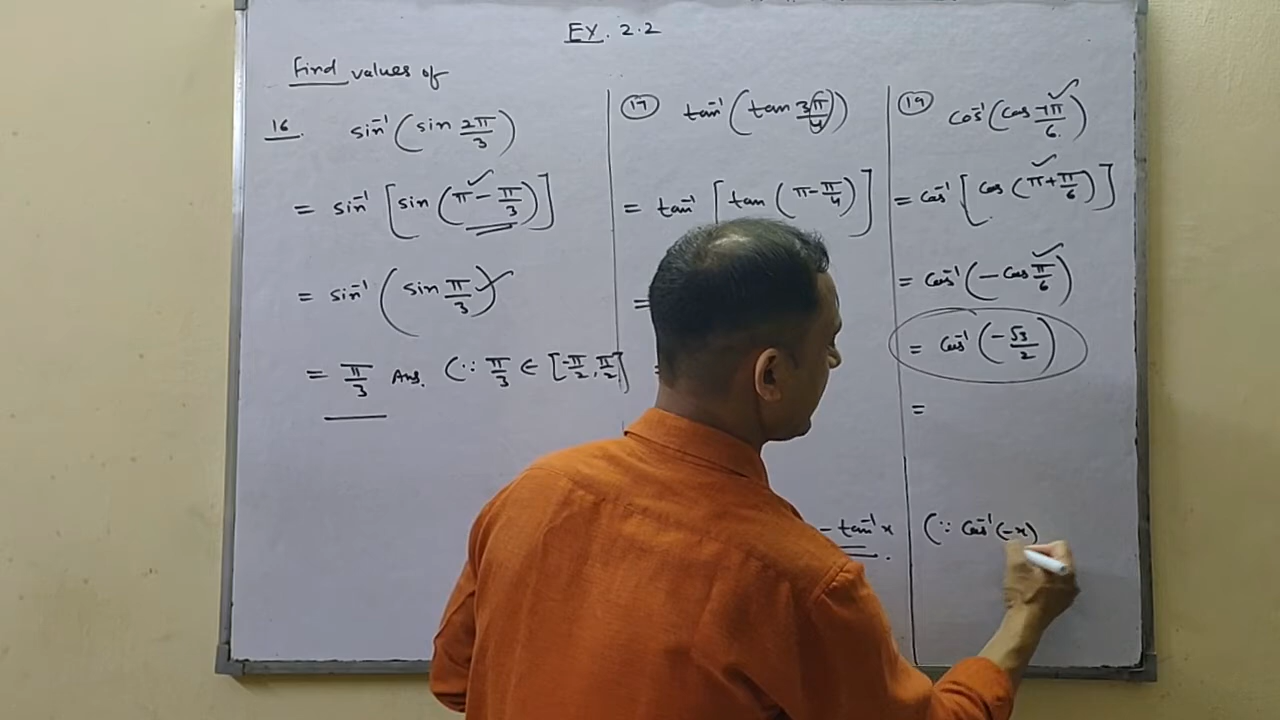 EX. 2.2
Find values of
16. sin⁻¹(sin 2π/3)
= sin⁻¹[sin(π - π/3)]
= sin⁻¹(sin π/3)
= π/3 Ans. (∵ π/3 ∈ [-π/2, π/2]
17 tan⁻¹(tan 3π/4)
= tan⁻¹[tan(π - π/4)]
=
=
- tan⁻¹x.
19 cos⁻¹(cos 7π/6)
= cos⁻¹[cos(π + π/6)]
= cos⁻¹(-cos π/6)
= cos⁻¹(-√3/2)
=
(∵ cos⁻¹(-x)